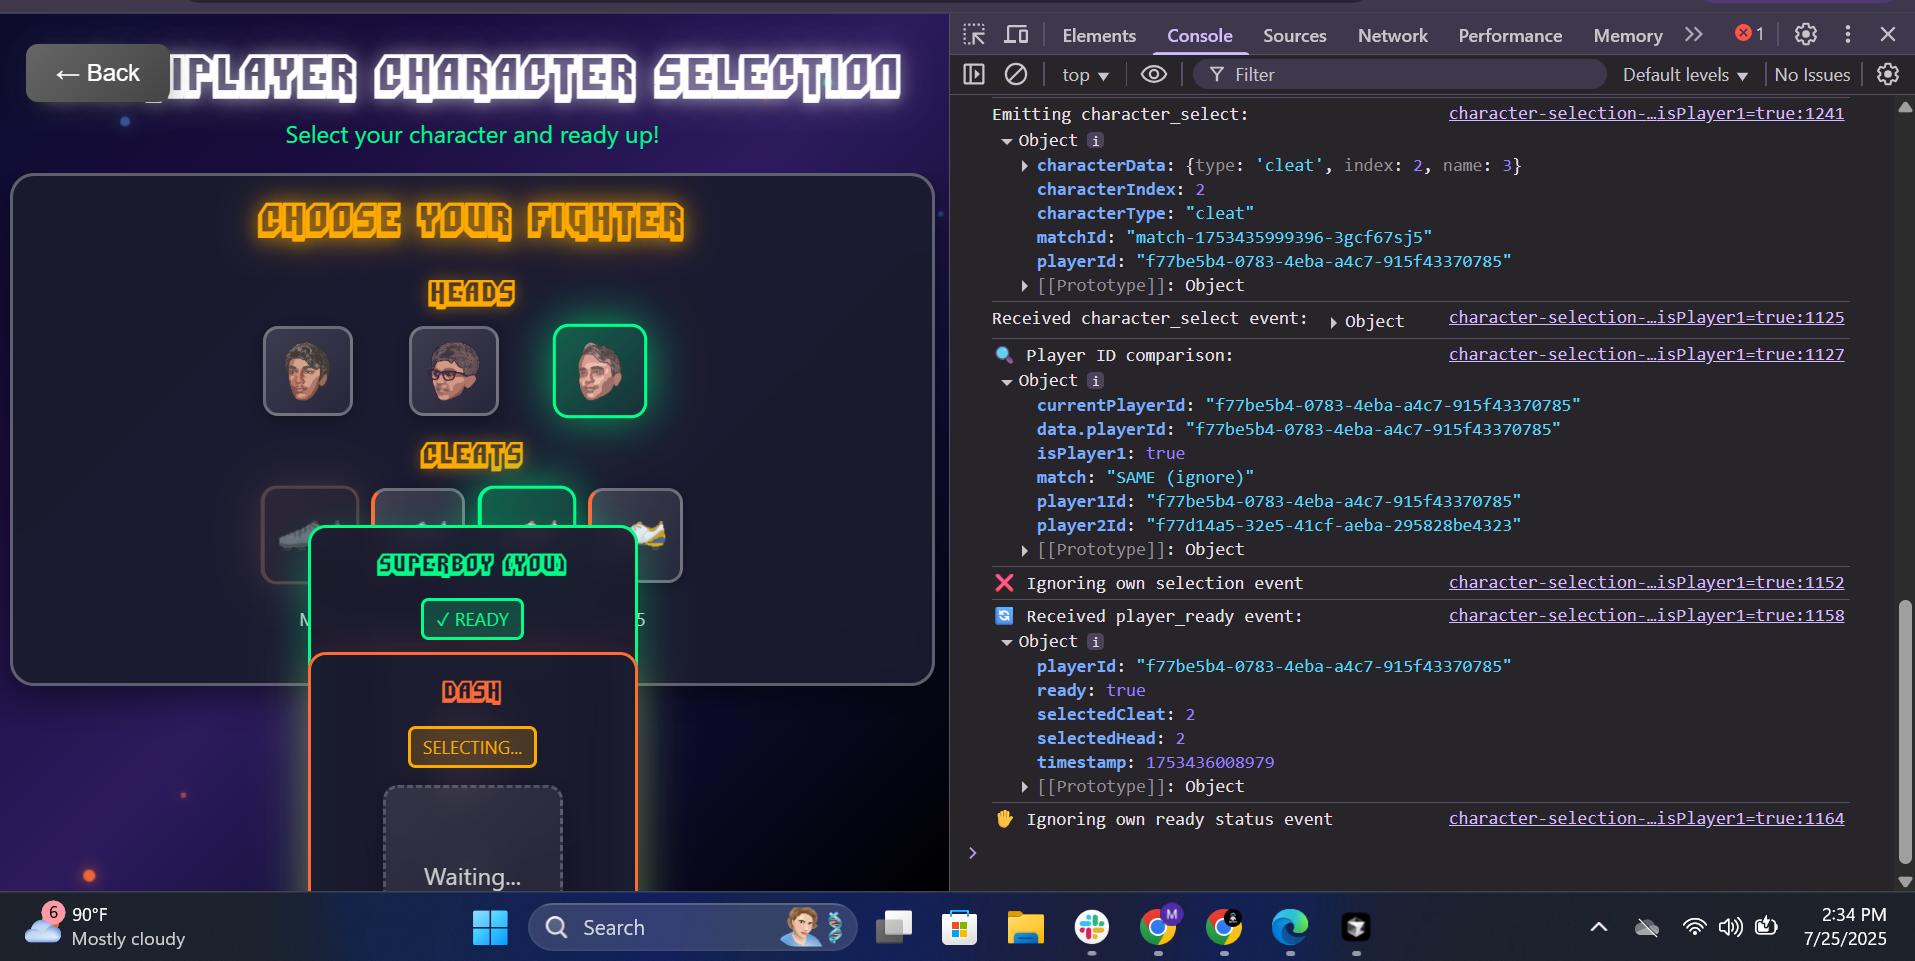 ← Back
IPLAYER CHARACTER SELECTION
Select your character and ready up!
CHOOSE YOUR FIGHTER
HEADS
CLEATS
5
SUPERBOY (YOU)
✓ READY
DASH
SELECTING...
Waiting...
Elements
Console
Sources
Network
Performance
Memory
1
top ▼
Filter
Default levels ▼
No Issues
Emitting character_select:
character-selection-…isPlayer1=true:1241
Object i
characterData: {type: 'cleat', index: 2, name: 3}
characterIndex: 2
characterType: "cleat"
matchId: "match-1753435999396-3gcf67sj5"
playerId: "f77be5b4-0783-4eba-a4c7-915f43370785"
[[Prototype]]: Object
Received character_select event: Object
character-selection-…isPlayer1=true:1125
🔍 Player ID comparison:
character-selection-…isPlayer1=true:1127
Object i
currentPlayerId: "f77be5b4-0783-4eba-a4c7-915f43370785"
data.playerId: "f77be5b4-0783-4eba-a4c7-915f43370785"
isPlayer1: true
match: "SAME (ignore)"
player1Id: "f77be5b4-0783-4eba-a4c7-915f43370785"
player2Id: "f77d14a5-32e5-41cf-aeba-295828be4323"
[[Prototype]]: Object
❌ Ignoring own selection event
character-selection-…isPlayer1=true:1152
🔄 Received player_ready event:
character-selection-…isPlayer1=true:1158
Object i
playerId: "f77be5b4-0783-4eba-a4c7-915f43370785"
ready: true
selectedCleat: 2
selectedHead: 2
timestamp: 1753436008979
[[Prototype]]: Object
✋ Ignoring own ready status event
character-selection-…isPlayer1=true:1164
6
90°F
Mostly cloudy
Search
M
2:34 PM
7/25/2025